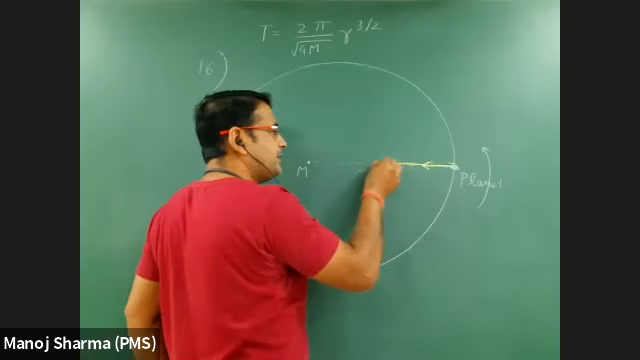 T = 2π/√GM r^3/2
16)
M
Planet
Manoj Sharma (PMS)